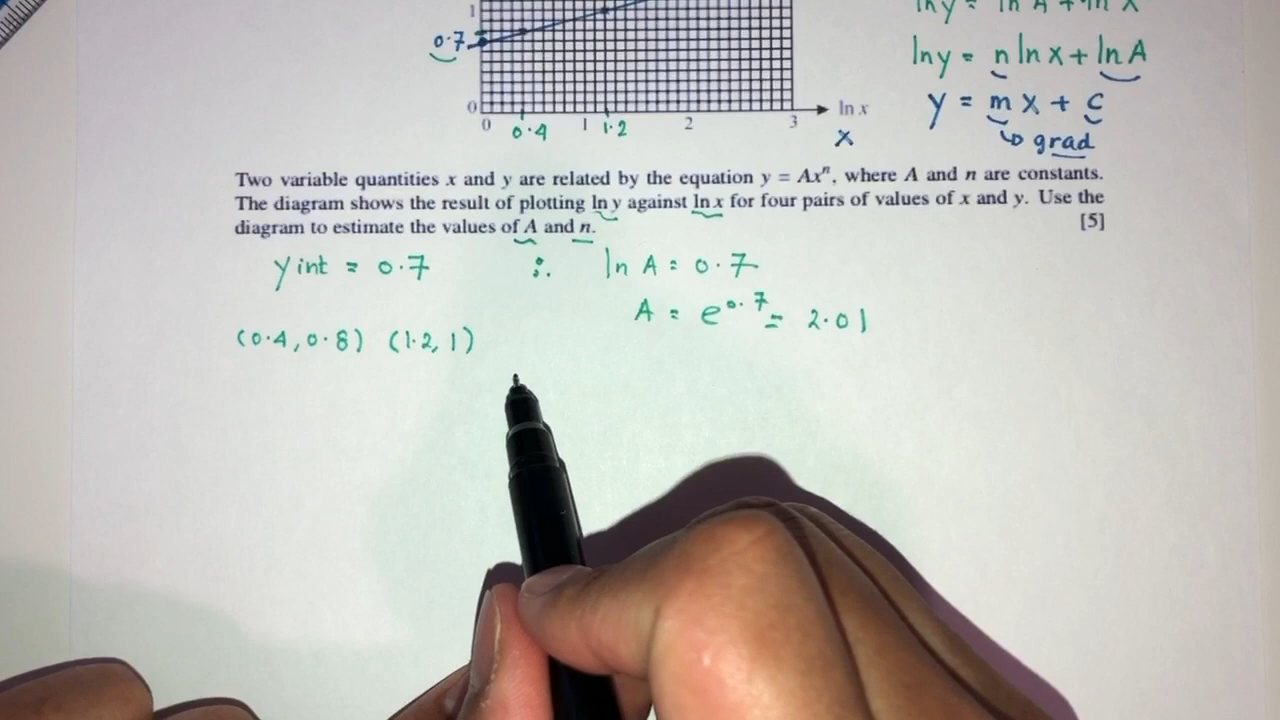 ln y = ln A + ln x
1
0.7
ln y = n ln x + ln A
0
ln x
y = m x + c
0 1 2 3
0.4 1.2
x
↳ grad
Two variable quantities x and y are related by the equation y = Axⁿ, where A and n are constants.
The diagram shows the result of plotting ln y against ln x for four pairs of values of x and y. Use the
diagram to estimate the values of A and n. [5]
y int = 0.7 ∴ ln A = 0.7
A = e^0.7 = 2.01
(0.4, 0.8) (1.2, 1)